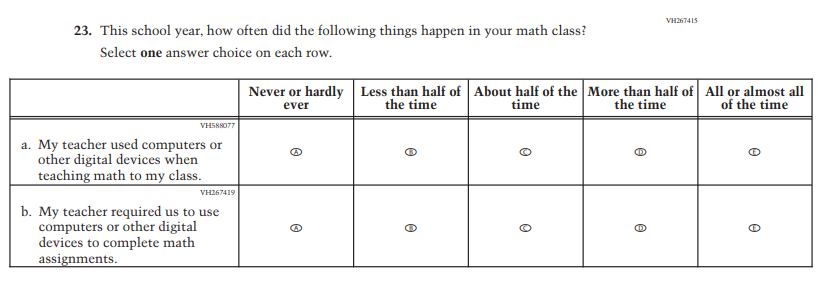 VH267415
23. This school year, how often did the following things happen in your math class?
Select one answer choice on each row.
Never or hardly ever
Less than half of the time
About half of the time
More than half of the time
All or almost all of the time
VH588077
a. My teacher used computers or
other digital devices when
teaching math to my class.
A B C D E
VH267419
b. My teacher required us to use
computers or other digital
devices to complete math
assignments.
A B C D E